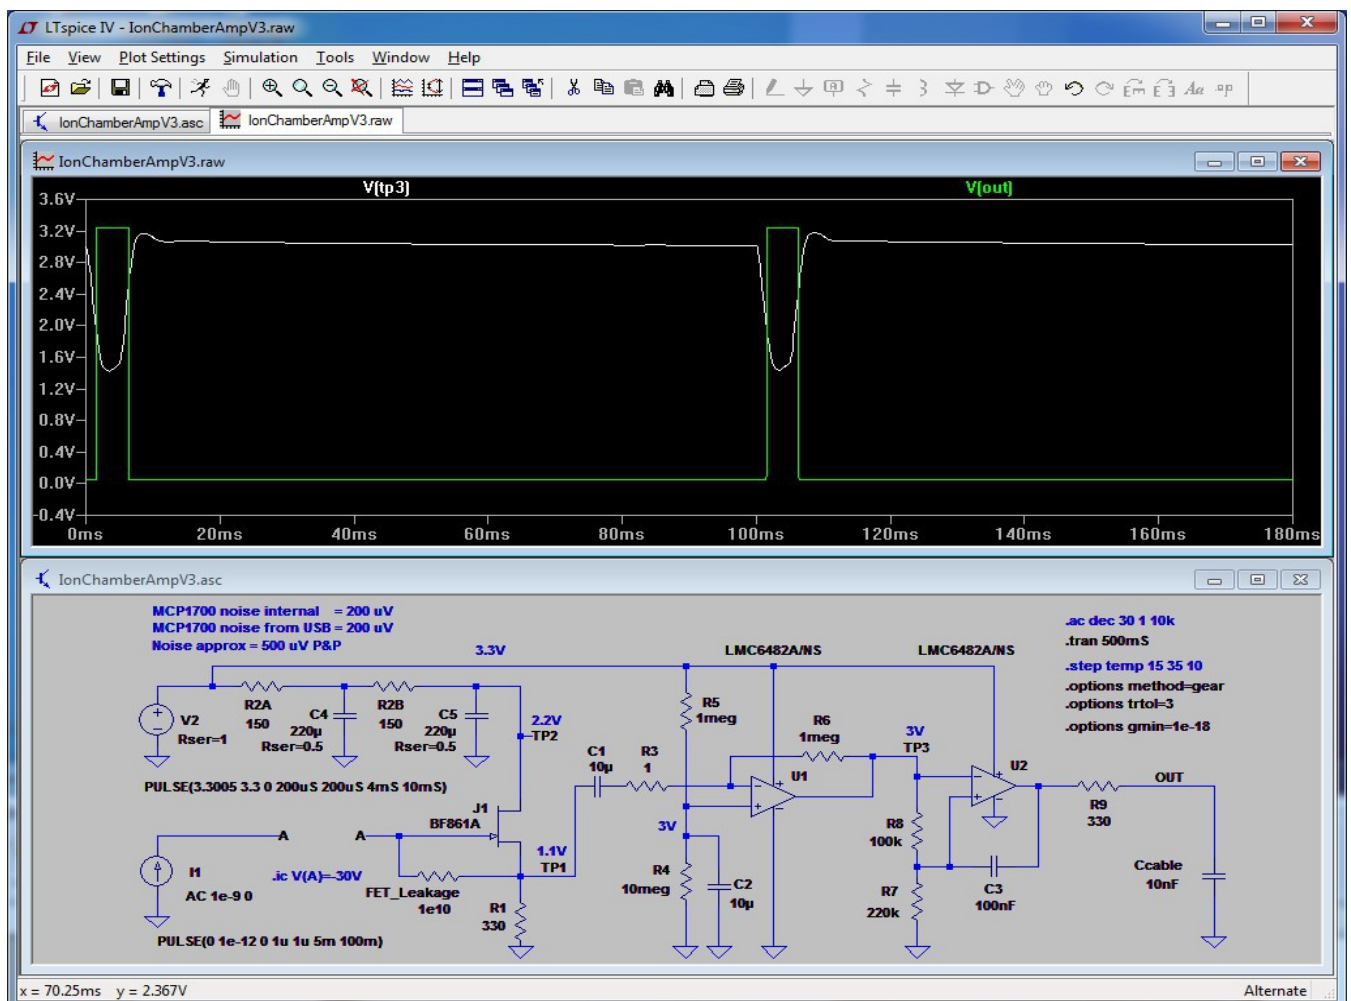 LTspice IV - IonChamberAmpV3.raw
File View Plot Settings Simulation Tools Window Help
IonChamberAmpV3.asc IonChamberAmpV3.raw
IonChamberAmpV3.raw
V(tp3) V(out)
3.6V
3.2V
2.8V
2.4V
2.0V
1.6V
1.2V
0.8V
0.4V
0.0V
-0.4V
0ms 20ms 40ms 60ms 80ms 100ms 120ms 140ms 160ms 180ms
IonChamberAmpV3.asc
MCP1700 noise internal = 200 uV
MCP1700 noise from USB = 200 uV
Noise approx = 500 uV P&P
3.3V
LMC6482A/NS
LMC6482A/NS
.ac dec 30 1 10k
.tran 500mS
.step temp 15 35 10
.options method=gear
.options trtol=3
.options gmin=1e-18
V2
Rser=1
R2A
150
C4
220µ
Rser=0.5
R2B
150
C5
220µ
Rser=0.5
2.2V
TP2
PULSE(3.3005 3.3 0 200uS 200uS 4mS 10mS)
J1
BF861A
A A
I1
AC 1e-9 0
.ic V(A)=-30V
FET_Leakage
1e10
1.1V
TP1
R1
330
PULSE(0 1e-12 0 1u 1u 5m 100m)
C1
10µ
R3
1
R5
1meg
R6
1meg
U1
3V
R4
10meg
C2
10µ
3V
TP3
U2
R8
100k
R7
220k
C3
100nF
R9
330
OUT
Ccable
10nF
x = 70.25ms y = 2.367V Alternate